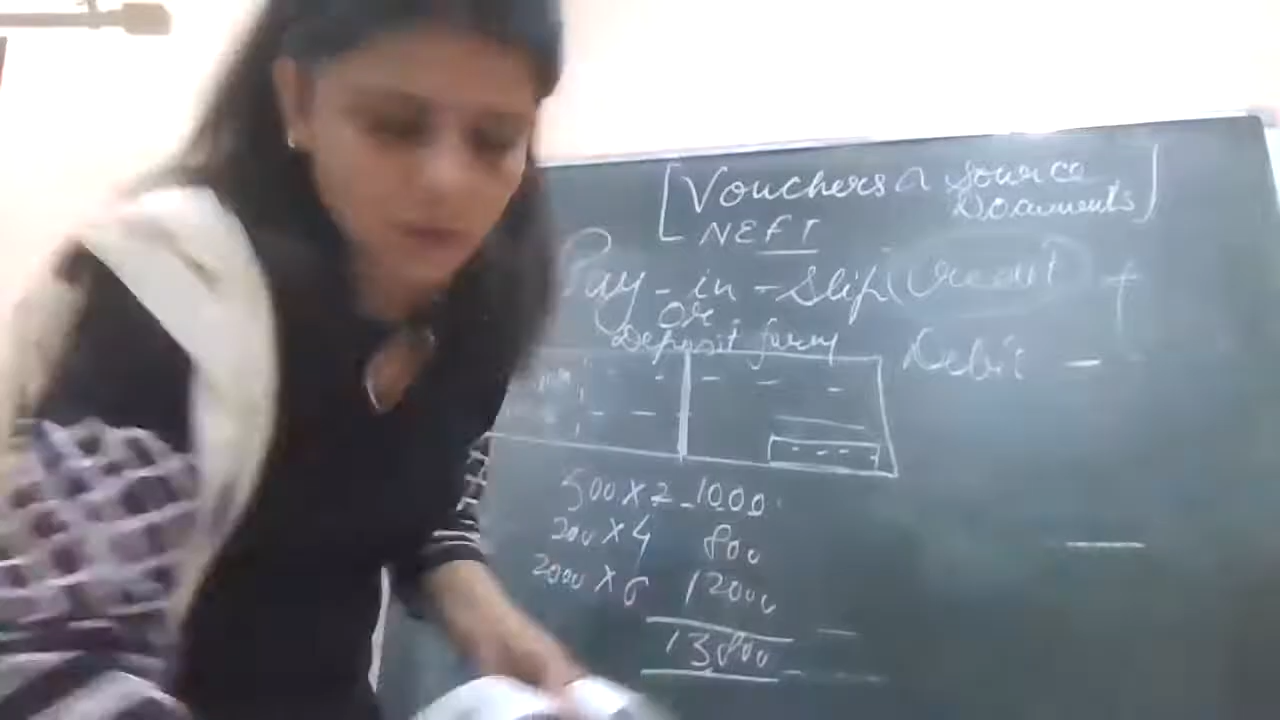 [Vouchers a Source
Documents]
NEFT
Pay-in-Slip (Credit +
or
Deposit form
Debit -
500 X 2 - 1000
200 X 4 800
2000 X 6 12000
13800